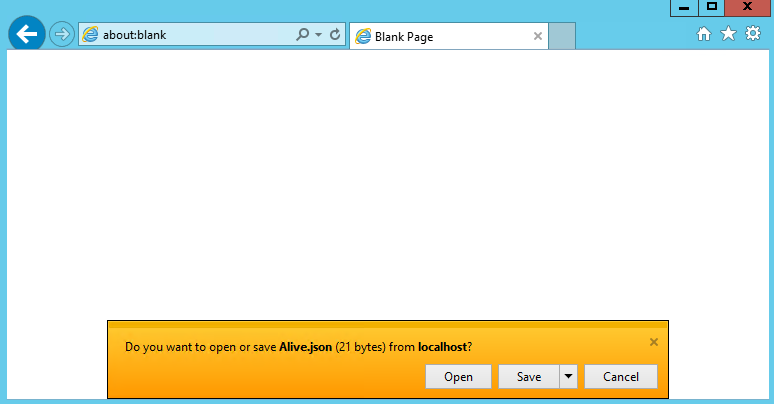 about:blank
Blank Page
Do you want to open or save Alive.json (21 bytes) from localhost?
Open
Save
Cancel